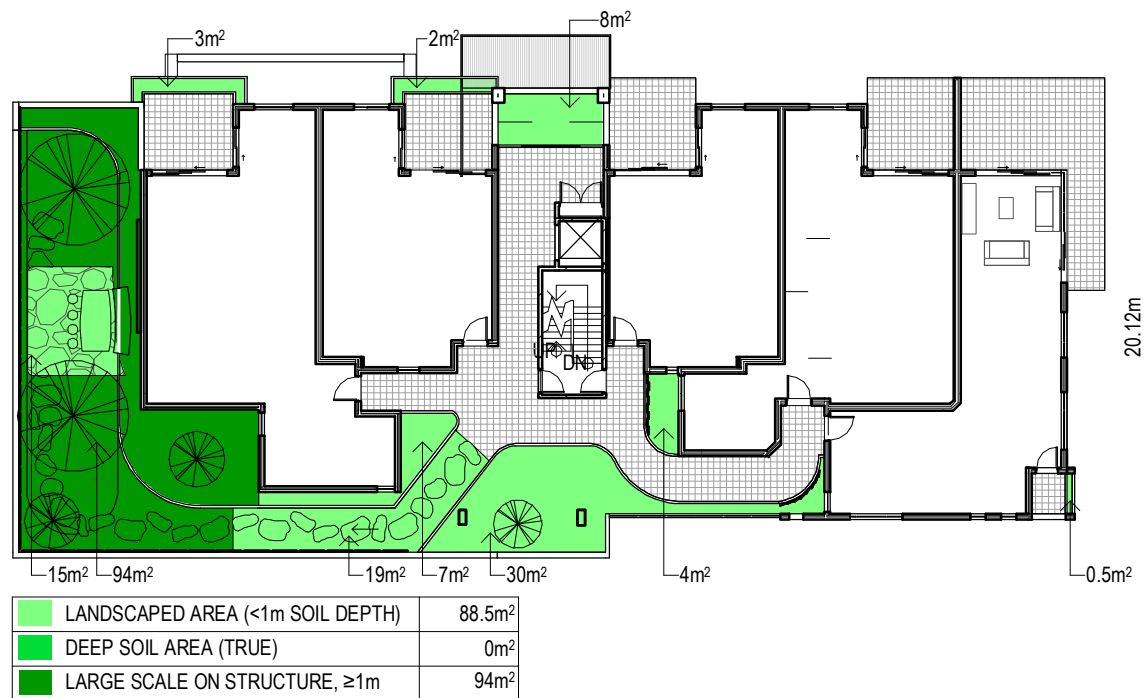 8m²
3m²
2m²
20.12m
UP
DN
15m²
94m²
19m²
7m²
30m²
4m²
0.5m²
LANDSCAPED AREA (<1m SOIL DEPTH) 88.5m²
DEEP SOIL AREA (TRUE) 0m²
LARGE SCALE ON STRUCTURE, ≥1m 94m²